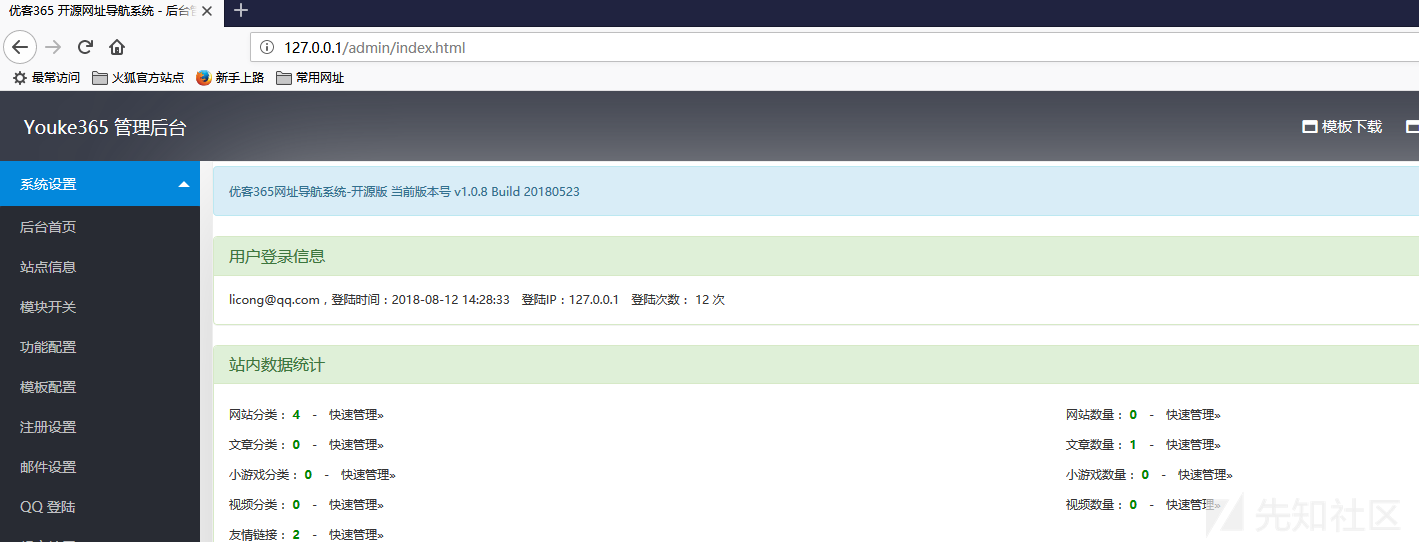 优客365 开源网址导航系统 - 后台
127.0.0.1/admin/index.html
最常访问 火狐官方站点 新手上路 常用网址
Youke365 管理后台
模板下载
系统设置
后台首页
站点信息
模块开关
功能配置
模板配置
注册设置
邮件设置
QQ 登陆
优客365网址导航系统-开源版 当前版本号 v1.0.8 Build 20180523
用户登录信息
licong@qq.com，登陆时间：2018-08-12 14:28:33 登陆IP：127.0.0.1 登陆次数： 12 次
站内数据统计
网站分类： 4 - 快速管理» 网站数量： 0 - 快速管理»
文章分类： 0 - 快速管理» 文章数量： 1 - 快速管理»
小游戏分类： 0 - 快速管理» 小游戏数量： 0 - 快速管理»
视频分类： 0 - 快速管理» 视频数量： 0 - 快速管理»
友情链接： 2 - 快速管理»
先知社区